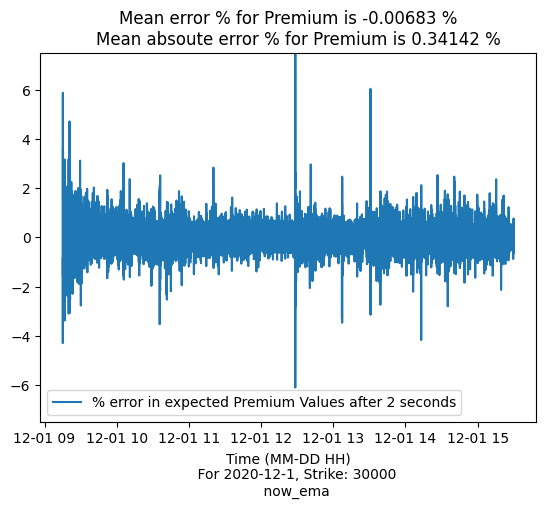 Mean error % for Premium is -0.00683 %
Mean absoute error % for Premium is 0.34142 %
6
4
2
0
−2
−4
−6
% error in expected Premium Values after 2 seconds
12-01 09 12-01 10 12-01 11 12-01 12 12-01 13 12-01 14 12-01 15
Time (MM-DD HH)
For 2020-12-1, Strike: 30000
now_ema